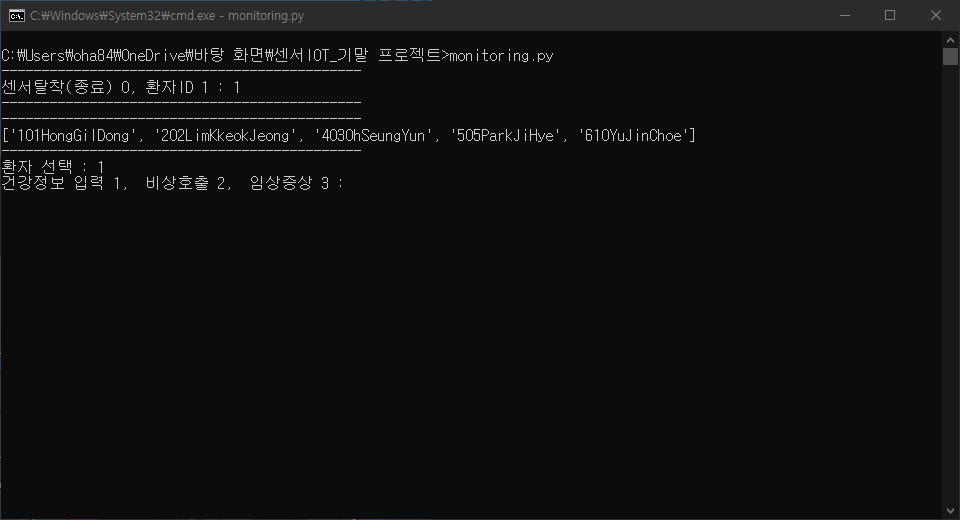 C:\Windows\System32\cmd.exe - monitoring.py
C:\Users\oha84\OneDrive\바탕 화면\센서IOT_기말 프로젝트>monitoring.py
---------------------------------------------
센서탈착(종료) 0, 환자ID 1 : 1
---------------------------------------------
---------------------------------------------
['101HongGilDong', '202LimKkeokJeong', '403OhSeungYun', '505ParkJiHye', '610YuJinChoe']
---------------------------------------------
환자 선택 : 1
건강정보 입력 1,  비상호출 2,  임상증상 3 :